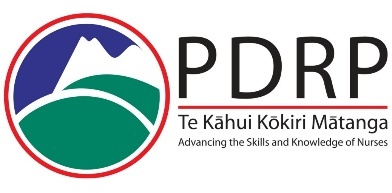 PDRP
Te Kāhui Kōkiri Mātanga
Advancing the Skills and Knowledge of Nurses